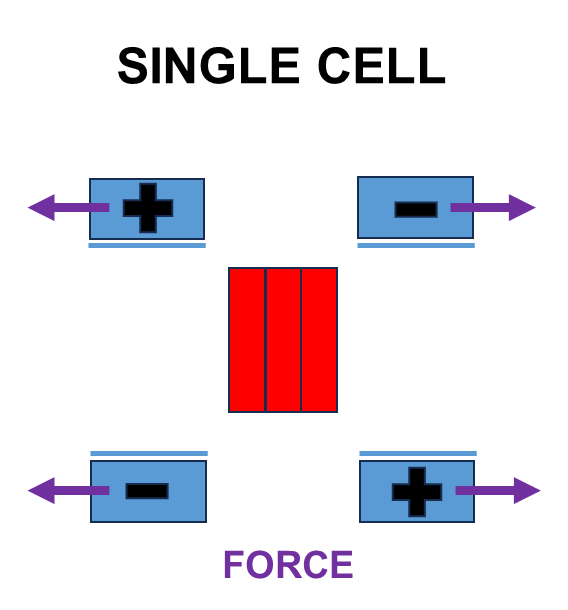 SINGLE CELL
+ -
- +
FORCE